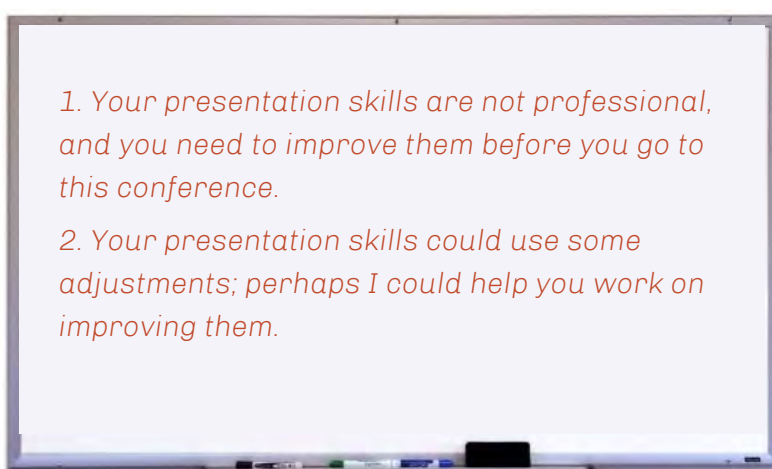 1. Your presentation skills are not professional,
and you need to improve them before you go to
this conference.
2. Your presentation skills could use some
adjustments; perhaps I could help you work on
improving them.